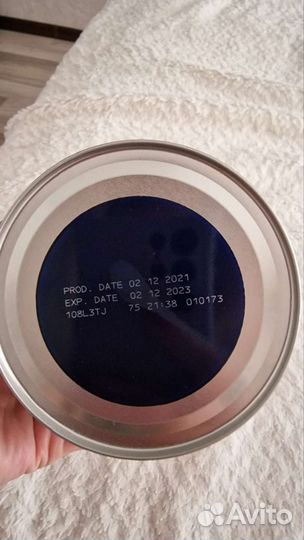 PROD. DATE 02 12 2021
EXP. DATE 02 12 2023
108L3TJ 75 21:38 010173
Avito